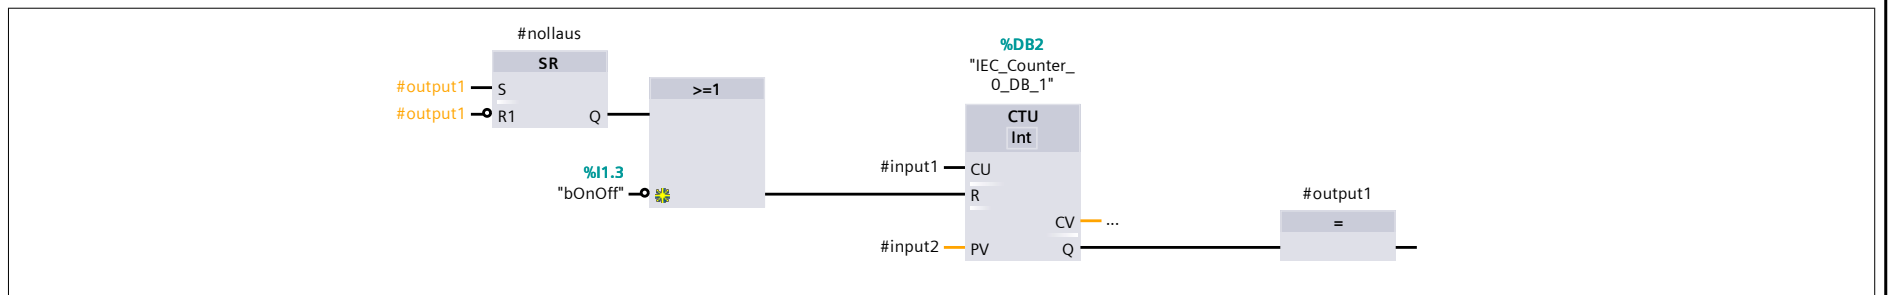 #nollaus
SR
#output1
S
#output1
R1
Q
>=1
%I1.3
"bOnOff"
%DB2
"IEC_Counter_
0_DB_1"
CTU
Int
#input1
CU
R
CV
...
#input2
PV
Q
#output1
=